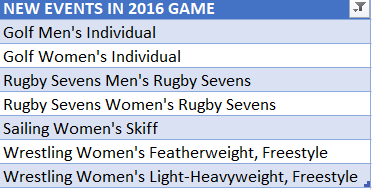 NEW EVENTS IN 2016 GAME
Golf Men's Individual
Golf Women's Individual
Rugby Sevens Men's Rugby Sevens
Rugby Sevens Women's Rugby Sevens
Sailing Women's Skiff
Wrestling Women's Featherweight, Freestyle
Wrestling Women's Light-Heavyweight, Freestyle